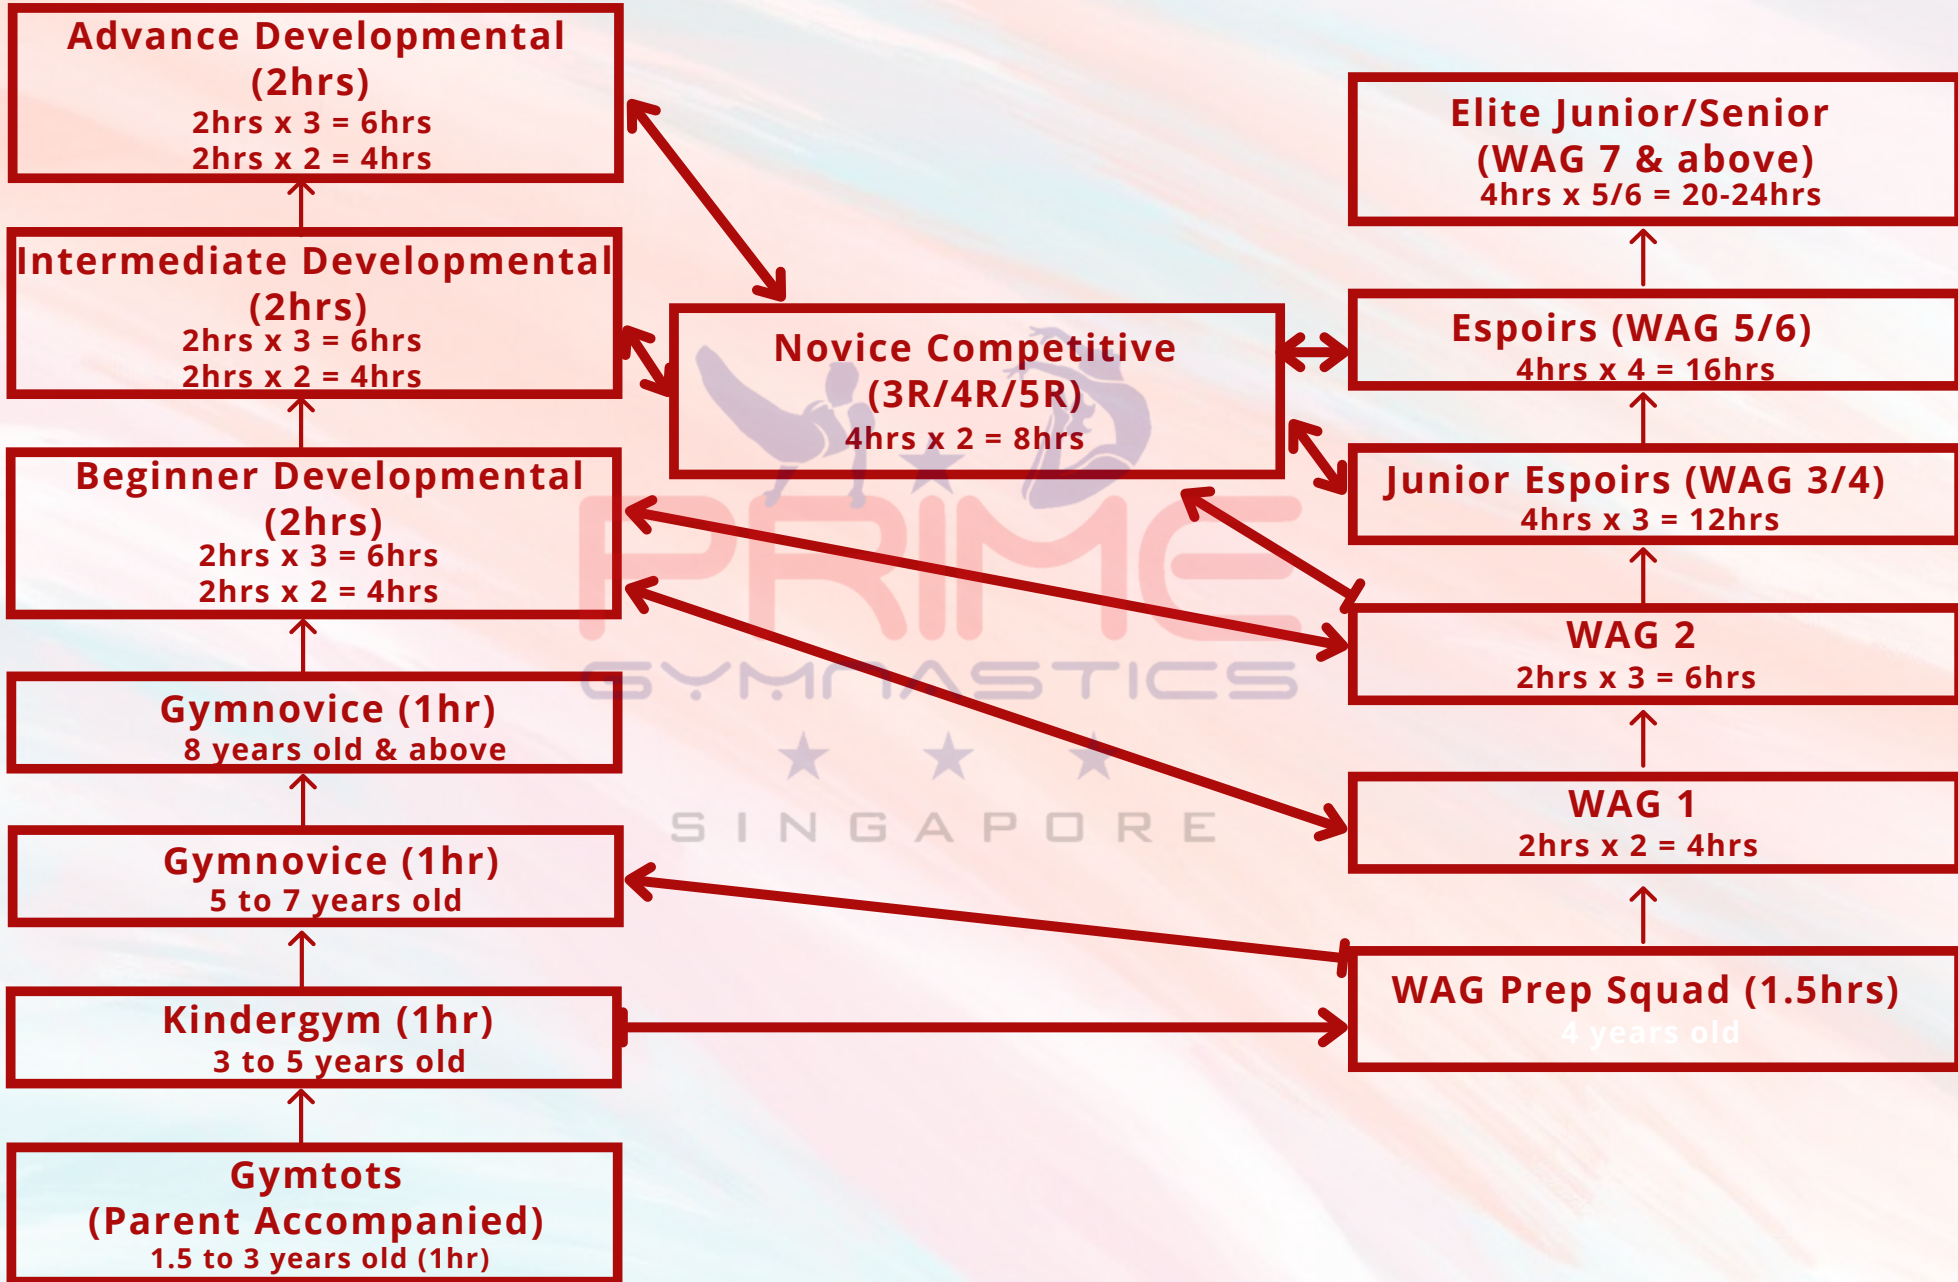 Advance Developmental
(2hrs)
2hrs x 3 = 6hrs
2hrs x 2 = 4hrs
Intermediate Developmental
(2hrs)
2hrs x 3 = 6hrs
2hrs x 2 = 4hrs
Beginner Developmental
(2hrs)
2hrs x 3 = 6hrs
2hrs x 2 = 4hrs
Gymnovice (1hr)
8 years old & above
Gymnovice (1hr)
5 to 7 years old
Kindergym (1hr)
3 to 5 years old
Gymtots
(Parent Accompanied)
1.5 to 3 years old (1hr)
Novice Competitive
(3R/4R/5R)
4hrs x 2 = 8hrs
PRIME
GYMNASTICS
SINGAPORE
Elite Junior/Senior
(WAG 7 & above)
4hrs x 5/6 = 20-24hrs
Espoirs (WAG 5/6)
4hrs x 4 = 16hrs
Junior Espoirs (WAG 3/4)
4hrs x 3 = 12hrs
WAG 2
2hrs x 3 = 6hrs
WAG 1
2hrs x 2 = 4hrs
WAG Prep Squad (1.5hrs)
4 years old